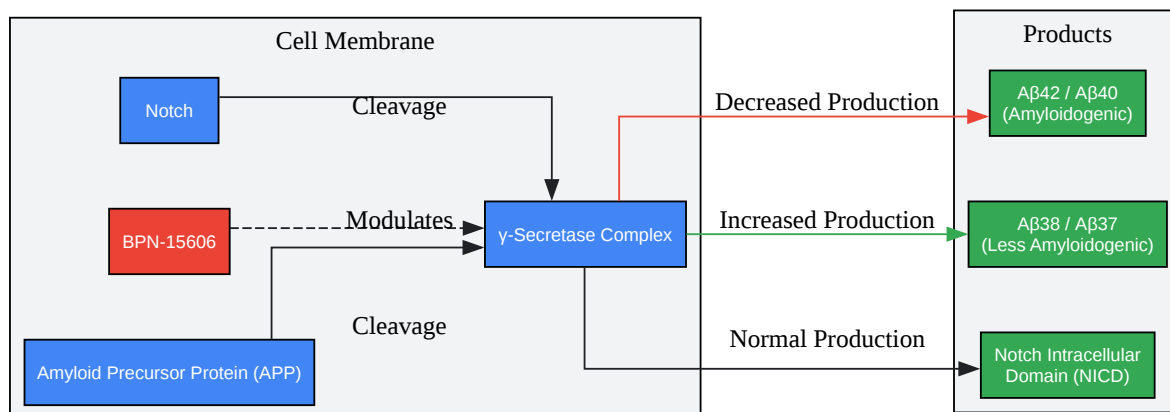 Cell Membrane
Products
Notch
Cleavage
Decreased Production
Aβ42 / Aβ40
(Amyloidogenic)
BPN-15606
Modulates
γ-Secretase Complex
Increased Production
Aβ38 / Aβ37
(Less Amyloidogenic)
Cleavage
Amyloid Precursor Protein (APP)
Normal Production
Notch Intracellular
Domain (NICD)